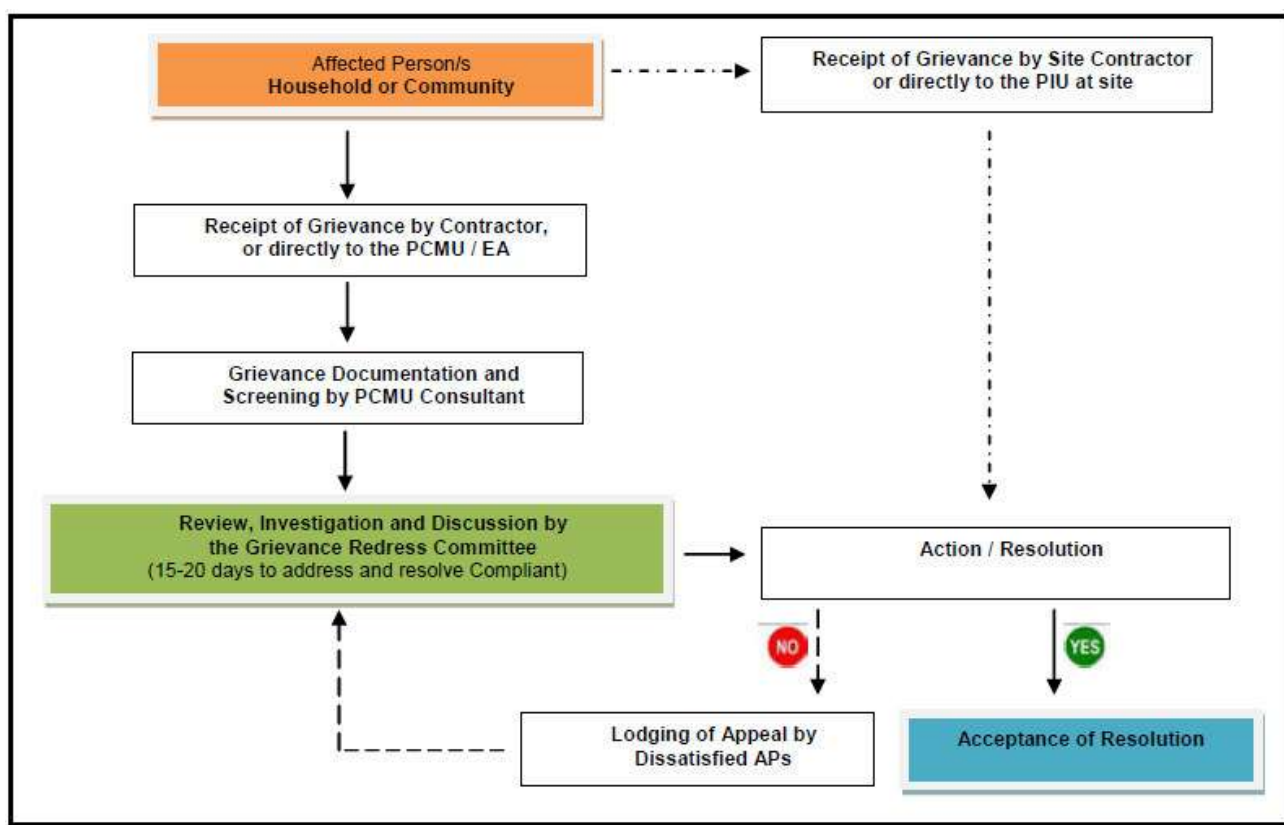 Affected Person/s
Household or Community
Receipt of Grievance by Site Contractor
or directly to the PIU at site
Receipt of Grievance by Contractor,
or directly to the PCMU / EA
Grievance Documentation and
Screening by PCMU Consultant
Review, Investigation and Discussion by
the Grievance Redress Committee
(15-20 days to address and resolve Compliant)
Action / Resolution
NO
YES
Lodging of Appeal by
Dissatisfied APs
Acceptance of Resolution